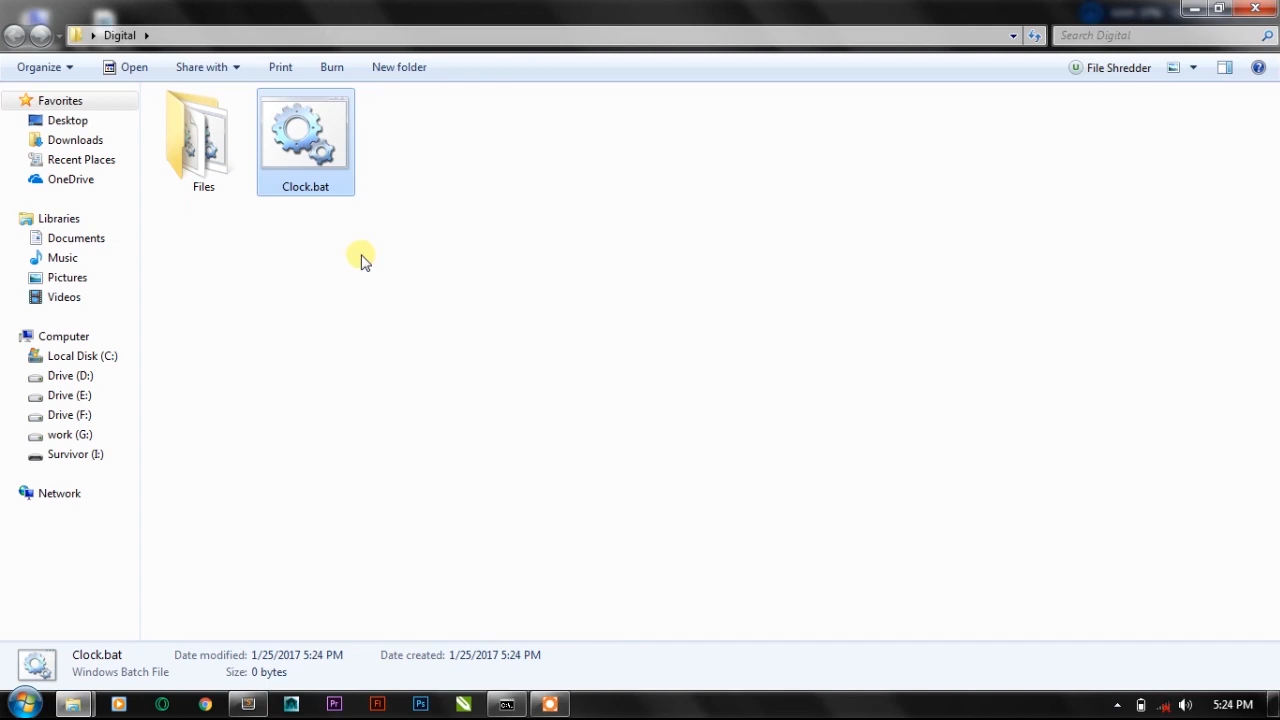 Digital
Search Digital
Organize
Open
Share with
Print
Burn
New folder
File Shredder
Favorites
Desktop
Downloads
Recent Places
OneDrive
Libraries
Documents
Music
Pictures
Videos
Computer
Local Disk (C:)
Drive (D:)
Drive (E:)
Drive (F:)
work (G:)
Survivor (I:)
Network
Files
Clock.bat
Clock.bat
Date modified: 1/25/2017 5:24 PM
Date created: 1/25/2017 5:24 PM
Windows Batch File
Size: 0 bytes
Pr
Fl
Ps
5:24 PM